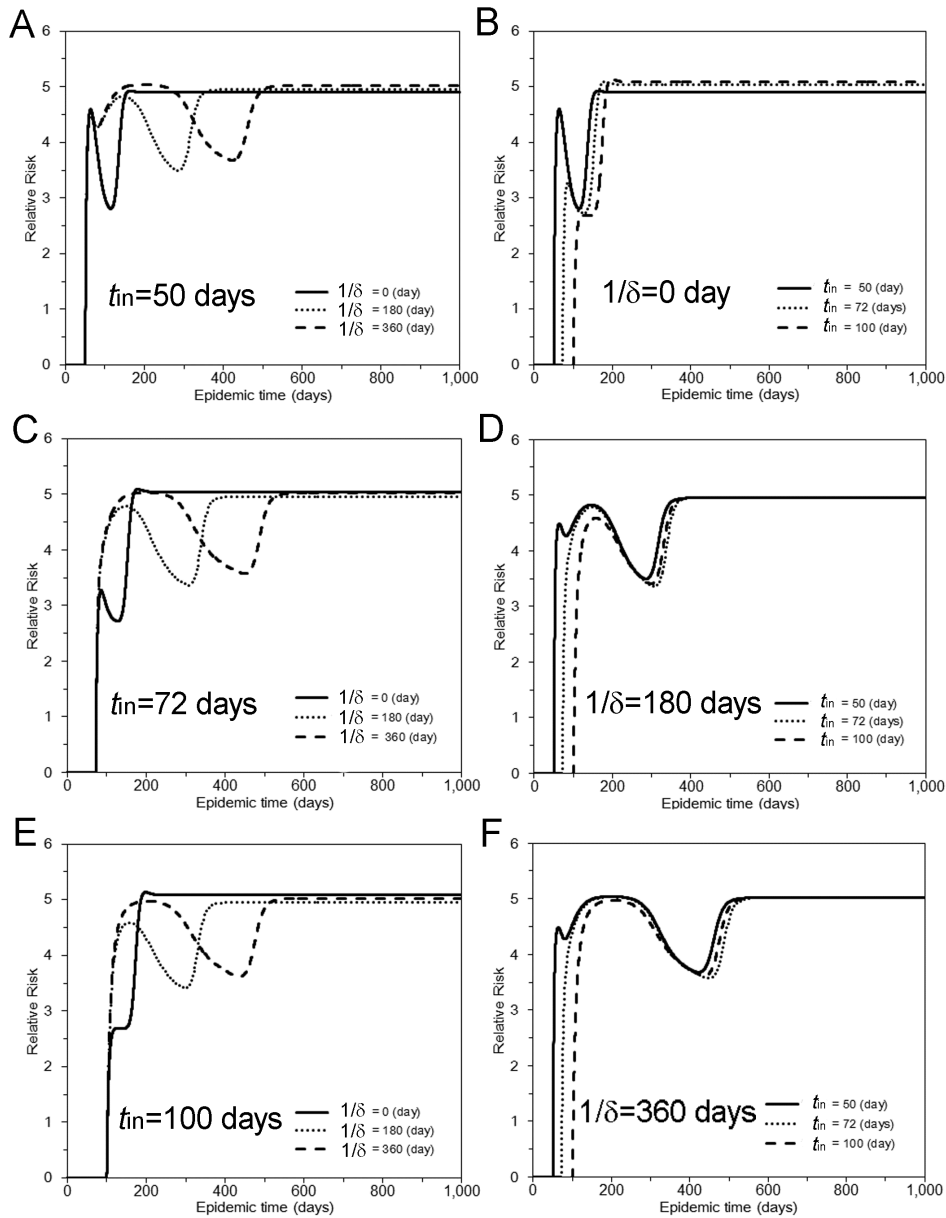 A
6
5
4
3
2
1
0
Relative Risk
tin=50 days
1/δ = 0 (day)
1/δ = 180 (day)
1/δ = 360 (day)
0 200 400 600 800 1,000
Epidemic time (days)
B
6
5
4
3
2
1
0
Relative Risk
1/δ=0 day
tin = 50 (day)
tin = 72 (days)
tin = 100 (day)
0 200 400 600 800 1,000
Epidemic time (days)
C
6
5
4
3
2
1
0
Relative Risk
tin=72 days
1/δ = 0 (day)
1/δ = 180 (day)
1/δ = 360 (day)
0 200 400 600 800 1,000
Epidemic time (days)
D
6
5
4
3
2
1
0
Relative Risk
1/δ=180 days
tin = 50 (day)
tin = 72 (days)
tin = 100 (day)
0 200 400 600 800 1,000
Epidemic time (days)
E
6
5
4
3
2
1
0
Relative Risk
tin=100 days
1/δ = 0 (day)
1/δ = 180 (day)
1/δ = 360 (day)
0 200 400 600 800 1,000
Epidemic time (days)
F
6
5
4
3
2
1
0
Relative Risk
1/δ=360 days
tin = 50 (day)
tin = 72 (days)
tin = 100 (day)
0 200 400 600 800 1,000
Epidemic time (days)